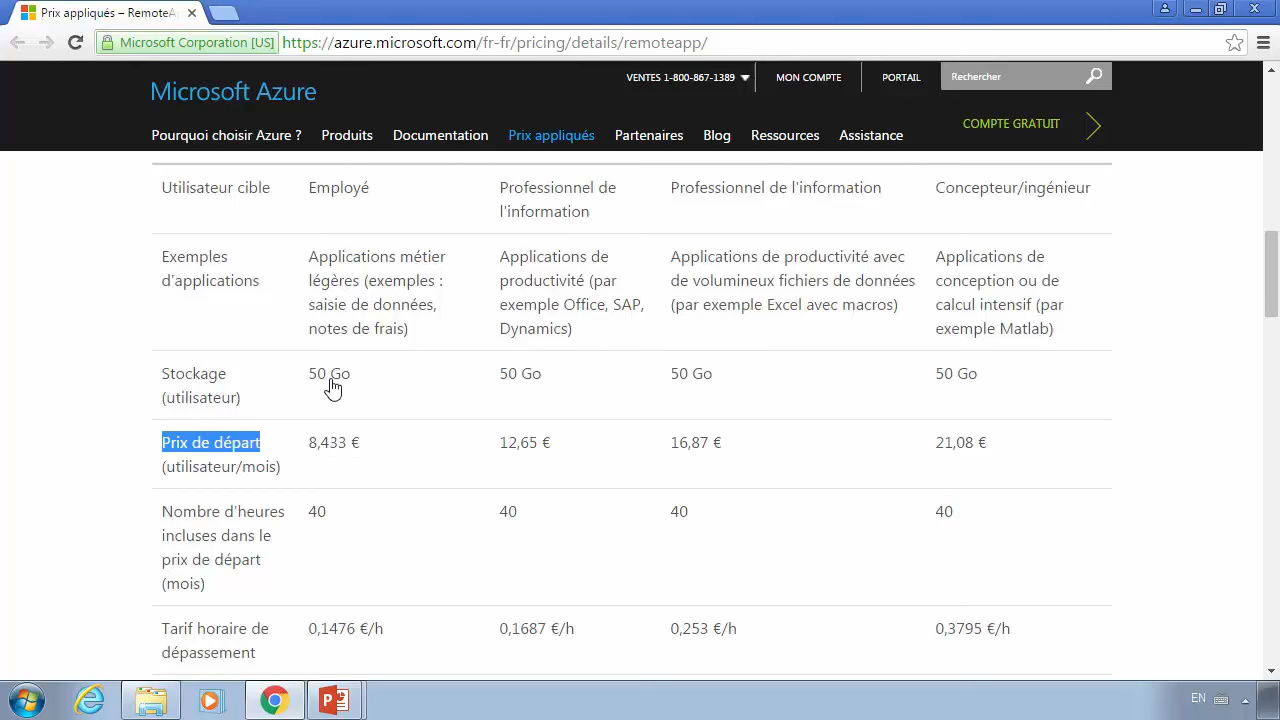 Prix appliqués – RemoteA
Microsoft Corporation [US] https://azure.microsoft.com/fr-fr/pricing/details/remoteapp/
VENTES 1-800-867-1389 MON COMPTE PORTAIL Rechercher
Microsoft Azure
COMPTE GRATUIT
Pourquoi choisir Azure ? Produits Documentation Prix appliqués Partenaires Blog Ressources Assistance
Utilisateur cible Employé Professionnel de Professionnel de l'information Concepteur/ingénieur
l'information
Exemples Applications métier Applications de Applications de productivité avec Applications de
d'applications légères (exemples : productivité (par de volumineux fichiers de données conception ou de
saisie de données, exemple Office, SAP, (par exemple Excel avec macros) calcul intensif (par
notes de frais) Dynamics) exemple Matlab)
Stockage 50 Go 50 Go 50 Go 50 Go
(utilisateur)
Prix de départ 8,433 € 12,65 € 16,87 € 21,08 €
(utilisateur/mois)
Nombre d'heures 40 40 40 40
incluses dans le
prix de départ
(mois)
Tarif horaire de 0,1476 €/h 0,1687 €/h 0,253 €/h 0,3795 €/h
dépassement
EN